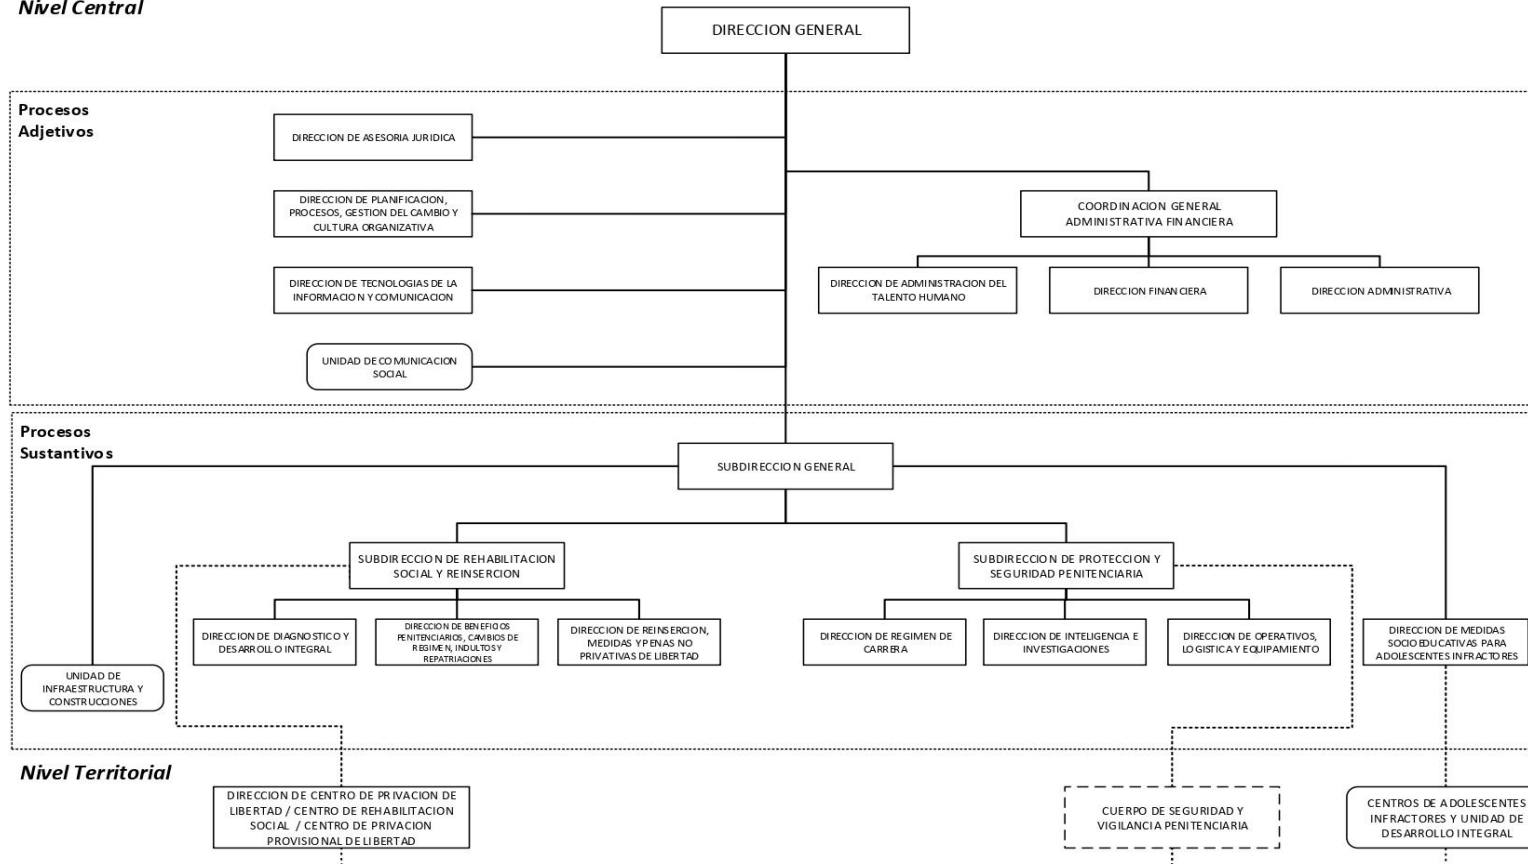 Nivel Central
DIRECCION GENERAL
Procesos
Adjetivos
DIRECCION DE ASESORIA JURIDICA
DIRECCION DE PLANIFICACION,
PROCESOS, GESTION DEL CAMBIO Y
CULTURA ORGANIZATIVA
COORDINACION GENERAL
ADMINISTRATIVA FINANCIERA
DIRECCION DE TECNOLOGIAS DE LA
INFORMACION Y COMUNICACION
DIRECCION DE ADMINISTRACION DEL
TALENTO HUMANO
DIRECCION FINANCIERA
DIRECCION ADMINISTRATIVA
UNIDAD DE COMUNICACION
SOCIAL
Procesos
Sustantivos
SUBDIRECCION GENERAL
SUBDIRECCION DE REHABILITACION
SOCIAL Y REINSERCION
SUBDIRECCION DE PROTECCION Y
SEGURIDAD PENITENCIARIA
DIRECCION DE DIAGNOSTICO Y
DESARROLLO INTEGRAL
DIRECCION DE BENEFICIOS
PENITENCIARIOS, CAMBIOS DE
REGIMEN, INDULTOS Y
REPATRIACIONES
DIRECCION DE REINSERCION,
MEDIDAS Y PENAS NO
PRIVATIVAS DE LIBERTAD
DIRECCION DE REGIMEN DE
CARRERA
DIRECCION DE INTELIGENCIA E
INVESTIGACIONES
DIRECCION DE OPERATIVOS,
LOGISTICA Y EQUIPAMIENTO
DIRECCION DE MEDIDAS
SOCIOEDUCATIVAS PARA
ADOLESCENTES INFRACTORES
UNIDAD DE
INFRAESTRUCTURA Y
CONSTRUCCIONES
Nivel Territorial
DIRECCION DE CENTRO DE PRIVACION DE
LIBERTAD / CENTRO DE REHABILITACION
SOCIAL / CENTRO DE PRIVACION
PROVISIONAL DE LIBERTAD
CUERPO DE SEGURIDAD Y
VIGILANCIA PENITENCIARIA
CENTROS DE ADOLESCENTES
INFRACTORES Y UNIDAD DE
DESARROLLO INTEGRAL